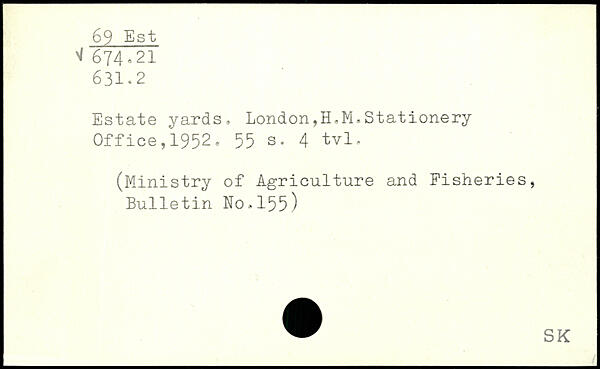 69 Est
√ 674.21
631.2
Estate yards. London,H.M.Stationery
Office,1952. 55 s. 4 tvl.
(Ministry of Agriculture and Fisheries,
Bulletin No.155)
SK